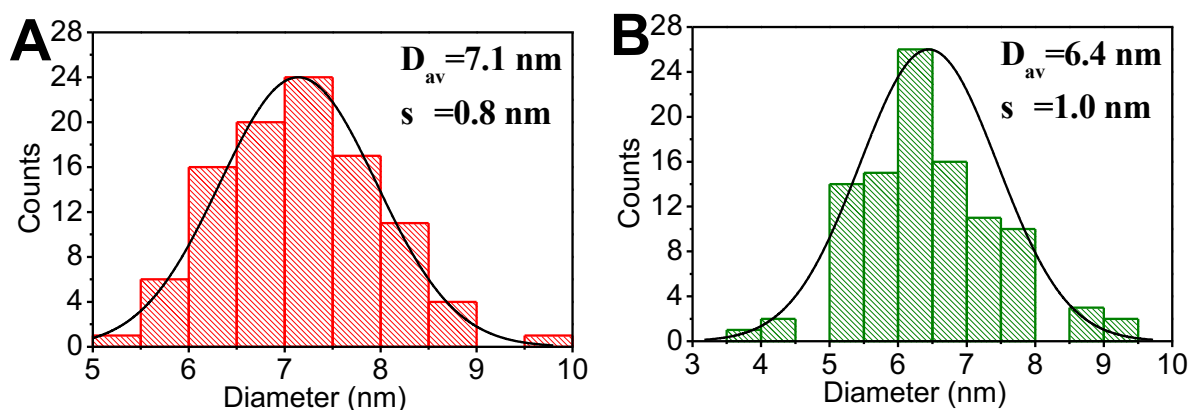 A
D_av=7.1 nm
s =0.8 nm
Counts
28
24
20
16
12
8
4
0
5 6 7 8 9 10
Diameter (nm)
B
D_av=6.4 nm
s =1.0 nm
Counts
28
24
20
16
12
8
4
0
3 4 5 6 7 8 9 10
Diameter (nm)